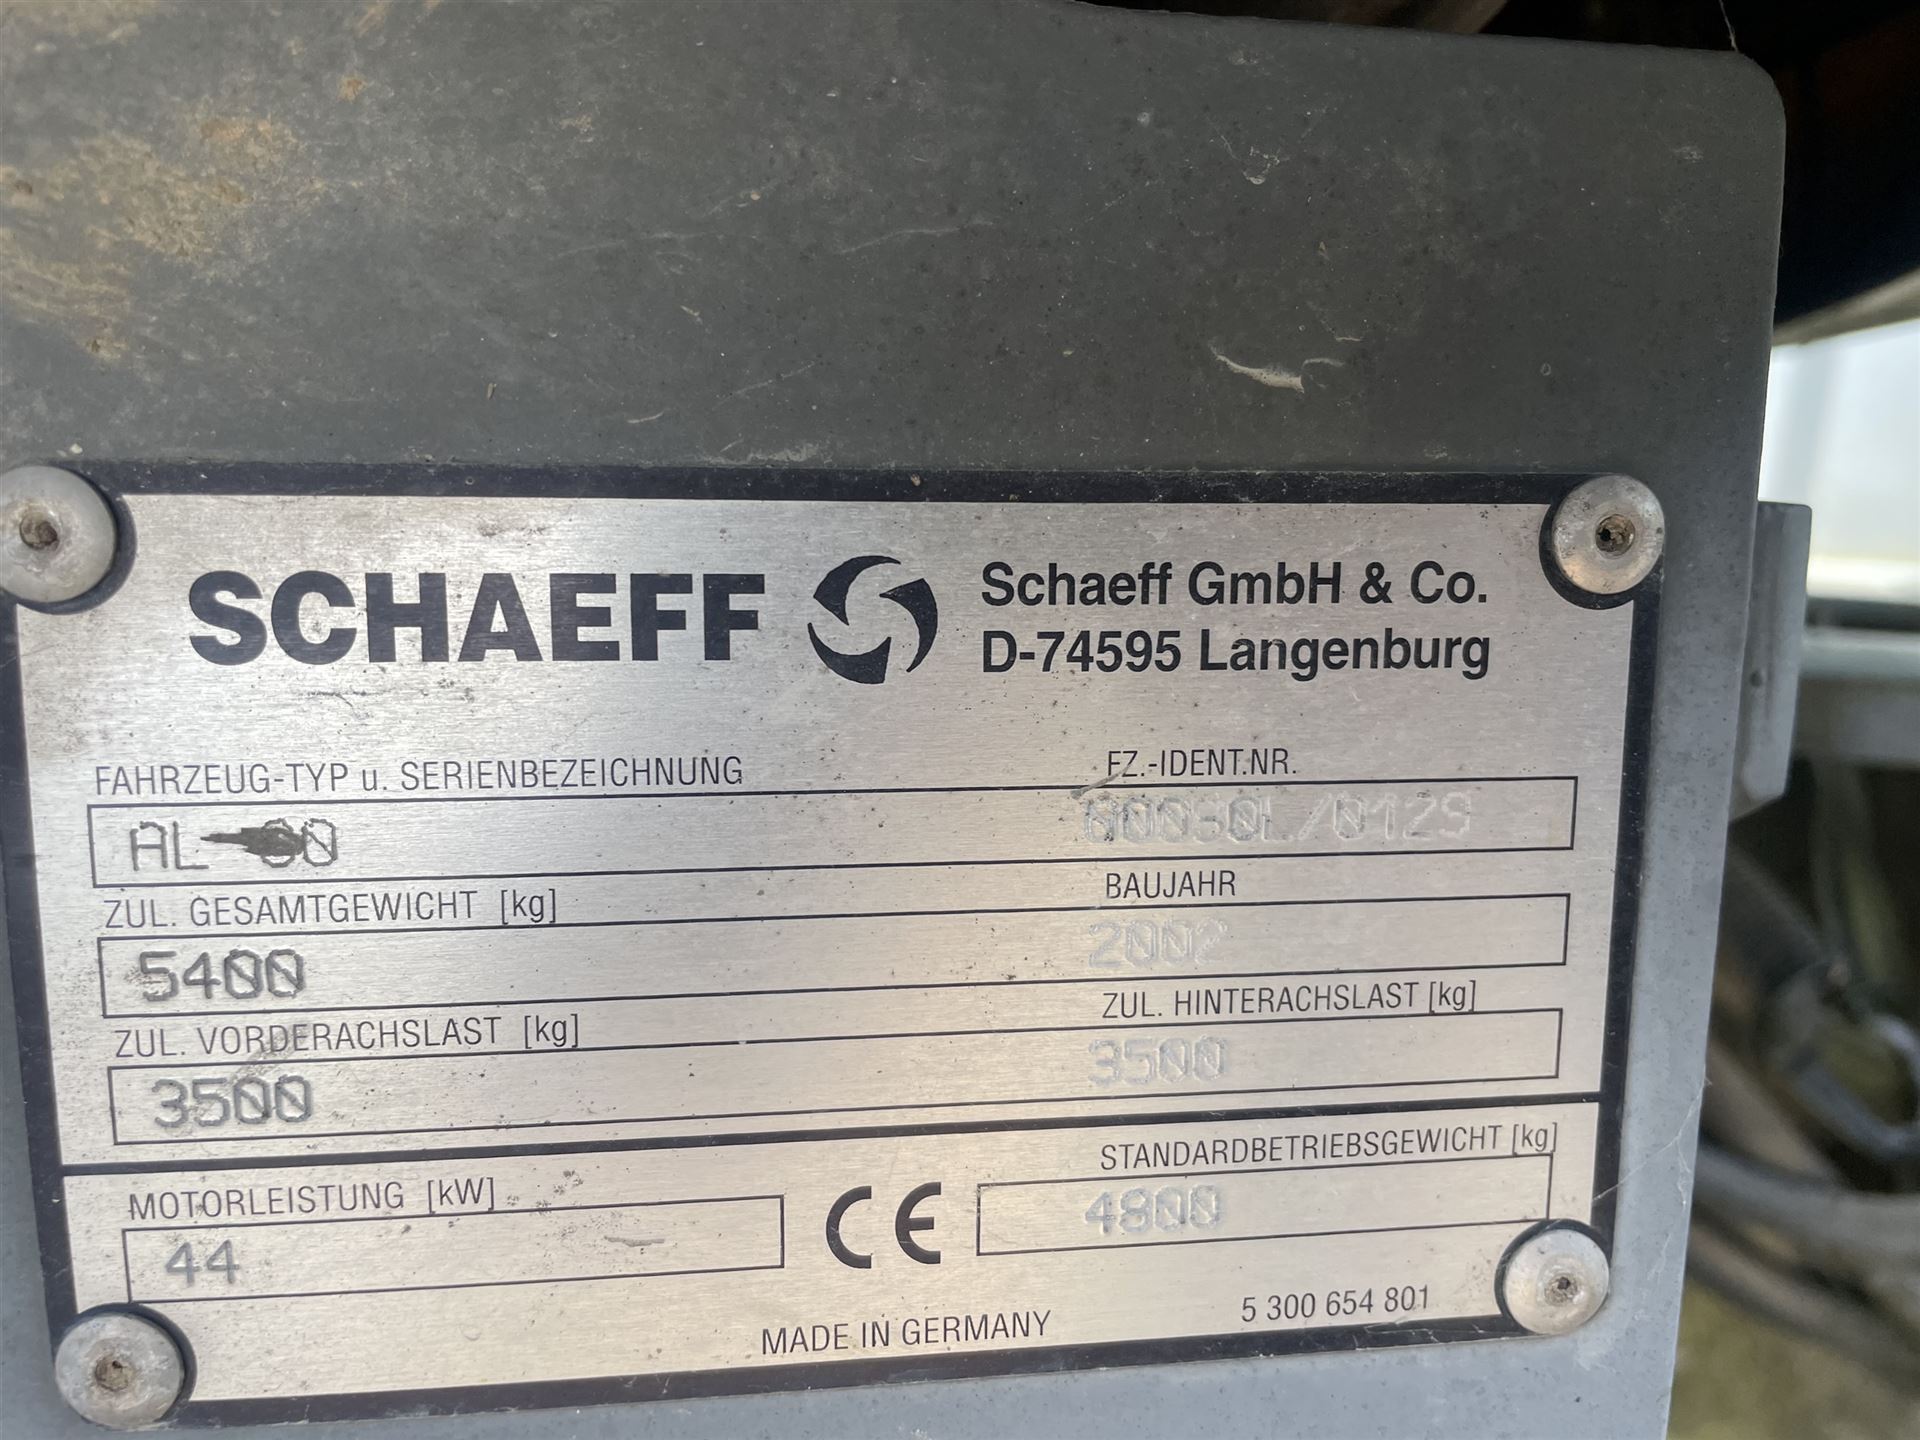 SCHAEFF
Schaeff GmbH & Co.
D-74595 Langenburg
FAHRZEUG-TYP u. SERIENBEZEICHNUNG
FZ.-IDENT.NR.
ZUL. GESAMTGEWICHT [kg]
5400
BAUJAHR
2002
ZUL. VORDERACHSLAST [kg]
3500
ZUL. HINTERACHSLAST [kg]
3500
MOTORLEISTUNG [kW]
44
CE
STANDARDBETRIEBSGEWICHT [kg]
4800
MADE IN GERMANY
5 300 654 801